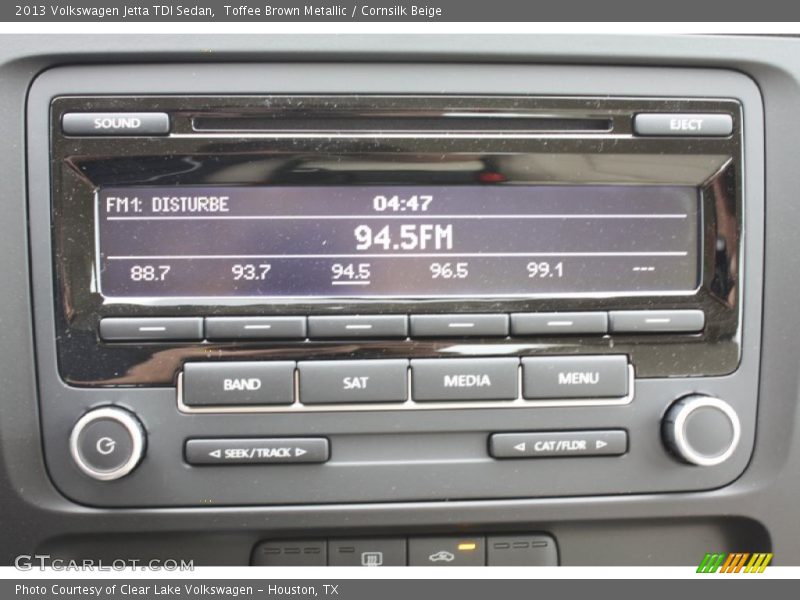 2013 Volkswagen Jetta TDI Sedan,  Toffee Brown Metallic / Cornsilk Beige
SOUND EJECT
FM1: DISTURBE 04:47
94.5FM
88.7 93.7 94.5 96.5 99.1 ---
BAND SAT MEDIA MENU
SEEK/TRACK CAT/FLDR
GTCARLOT.COM
Photo Courtesy of Clear Lake Volkswagen – Houston, TX